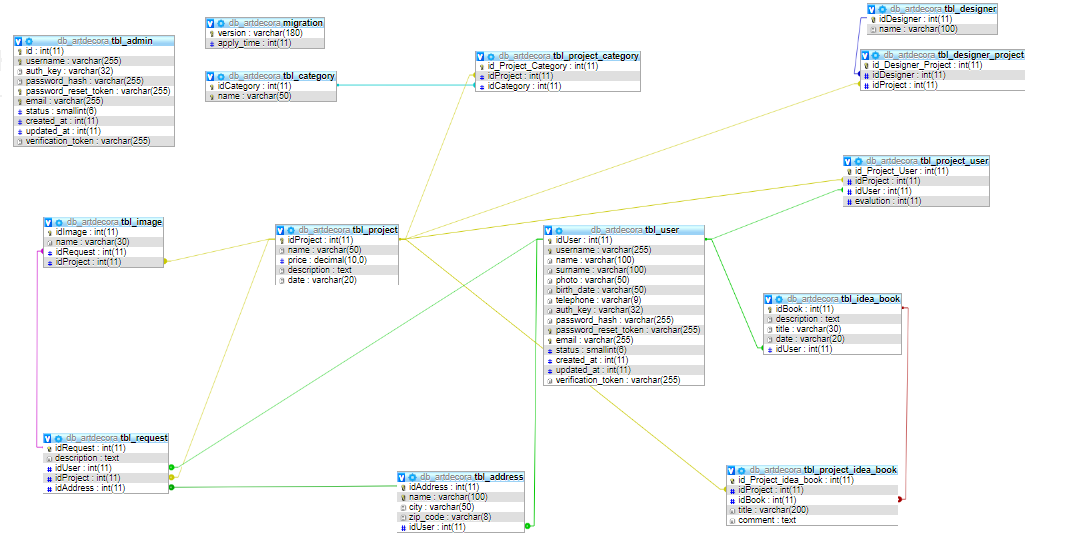 db_artdecora tbl_admin
id : int(11)
username : varchar(255)
auth_key : varchar(32)
password_hash : varchar(255)
password_reset_token : varchar(255)
email : varchar(255)
status : smallint(6)
created_at : int(11)
updated_at : int(11)
verification_token : varchar(255)
db_artdecora migration
version : varchar(180)
apply_time : int(11)
db_artdecora tbl_category
idCategory : int(11)
name : varchar(50)
db_artdecora tbl_project_category
id_Project_Category : int(11)
idProject : int(11)
idCategory : int(11)
db_artdecora tbl_designer
idDesigner : int(11)
name : varchar(100)
db_artdecora tbl_designer_project
id_Designer_Project : int(11)
idDesigner : int(11)
idProject : int(11)
db_artdecora tbl_project_user
id_Project_User : int(11)
idProject : int(11)
idUser : int(11)
evalution : int(11)
db_artdecora tbl_image
idImage : int(11)
name : varchar(30)
idRequest : int(11)
idProject : int(11)
db_artdecora tbl_project
idProject : int(11)
name : varchar(50)
price : decimal(10,0)
description : text
date : varchar(20)
db_artdecora tbl_user
idUser : int(11)
username : varchar(255)
name : varchar(100)
surname : varchar(100)
photo : varchar(50)
birth_date : varchar(50)
telephone : varchar(9)
auth_key : varchar(32)
password_hash : varchar(255)
password_reset_token : varchar(255)
email : varchar(255)
status : smallint(6)
created_at : int(11)
updated_at : int(11)
verification_token : varchar(255)
db_artdecora tbl_idea_book
idBook : int(11)
description : text
title : varchar(30)
date : varchar(20)
idUser : int(11)
db_artdecora tbl_request
idRequest : int(11)
description : text
idUser : int(11)
idProject : int(11)
idAddress : int(11)
db_artdecora tbl_address
idAddress : int(11)
name : varchar(100)
city : varchar(50)
zip_code : varchar(8)
idUser : int(11)
db_artdecora tbl_project_idea_book
id_Project_idea_book : int(11)
idProject : int(11)
idBook : int(11)
title : varchar(200)
comment : text